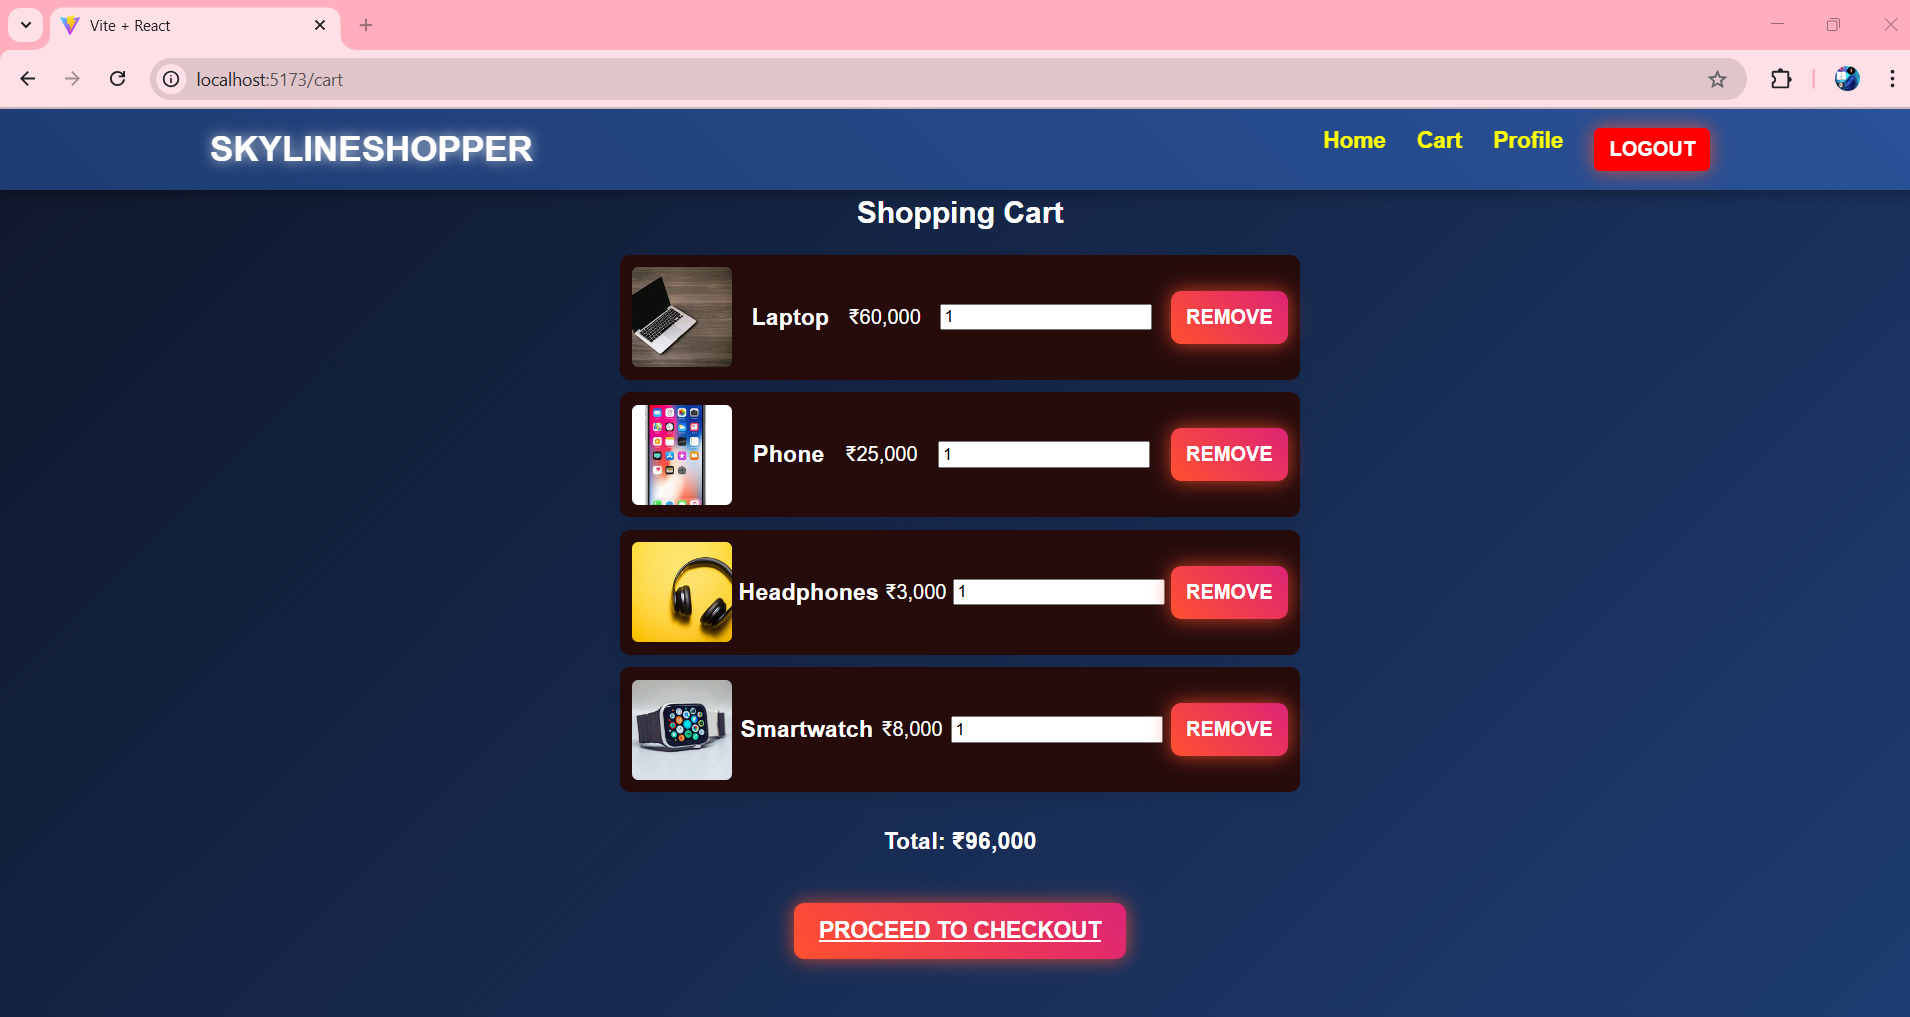 Vite + React
localhost:5173/cart
SKYLINESHOPPER
Home Cart Profile LOGOUT
Shopping Cart
Laptop ₹60,000 1 REMOVE
Phone ₹25,000 1 REMOVE
Headphones ₹3,000 1 REMOVE
Smartwatch ₹8,000 1 REMOVE
Total: ₹96,000
PROCEED TO CHECKOUT